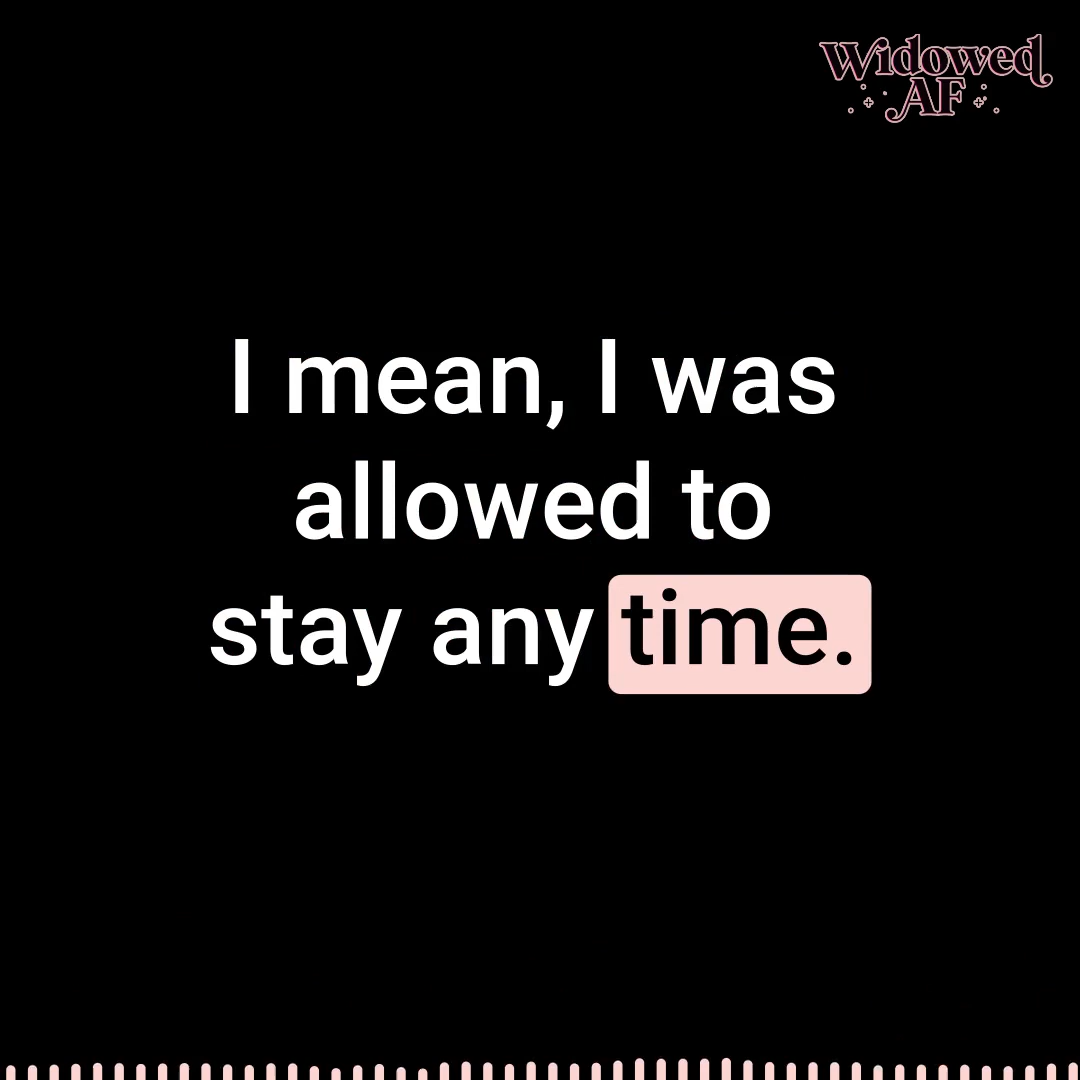 Widowed
AF
I mean, I was
allowed to
stay any time.